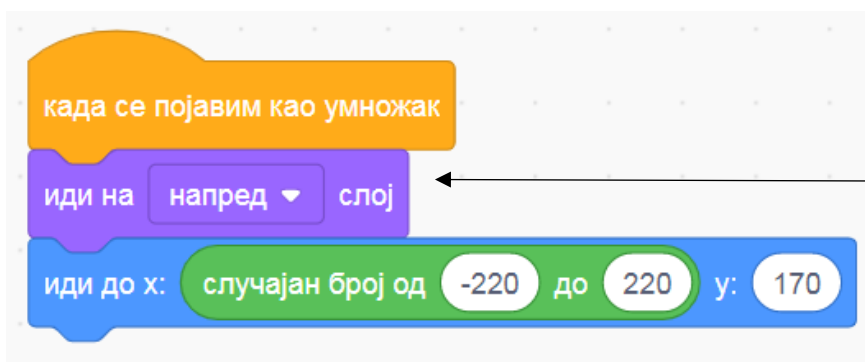 када се појавим као умножак
иди на напред слој
иди до x: случајан број од -220 до 220 y: 170